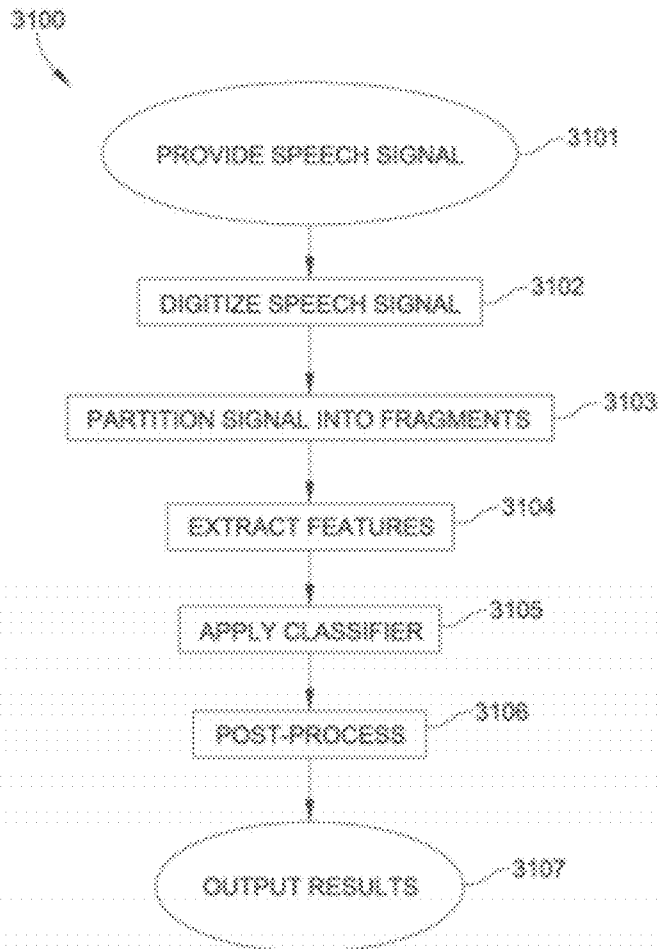 3100
PROVIDE SPEECH SIGNAL
3101
DIGITIZE SPEECH SIGNAL
3102
PARTITION SIGNAL INTO FRAGMENTS
3103
EXTRACT FEATURES
3104
APPLY CLASSIFIER
3105
POST-PROCESS
3106
OUTPUT RESULTS
3107